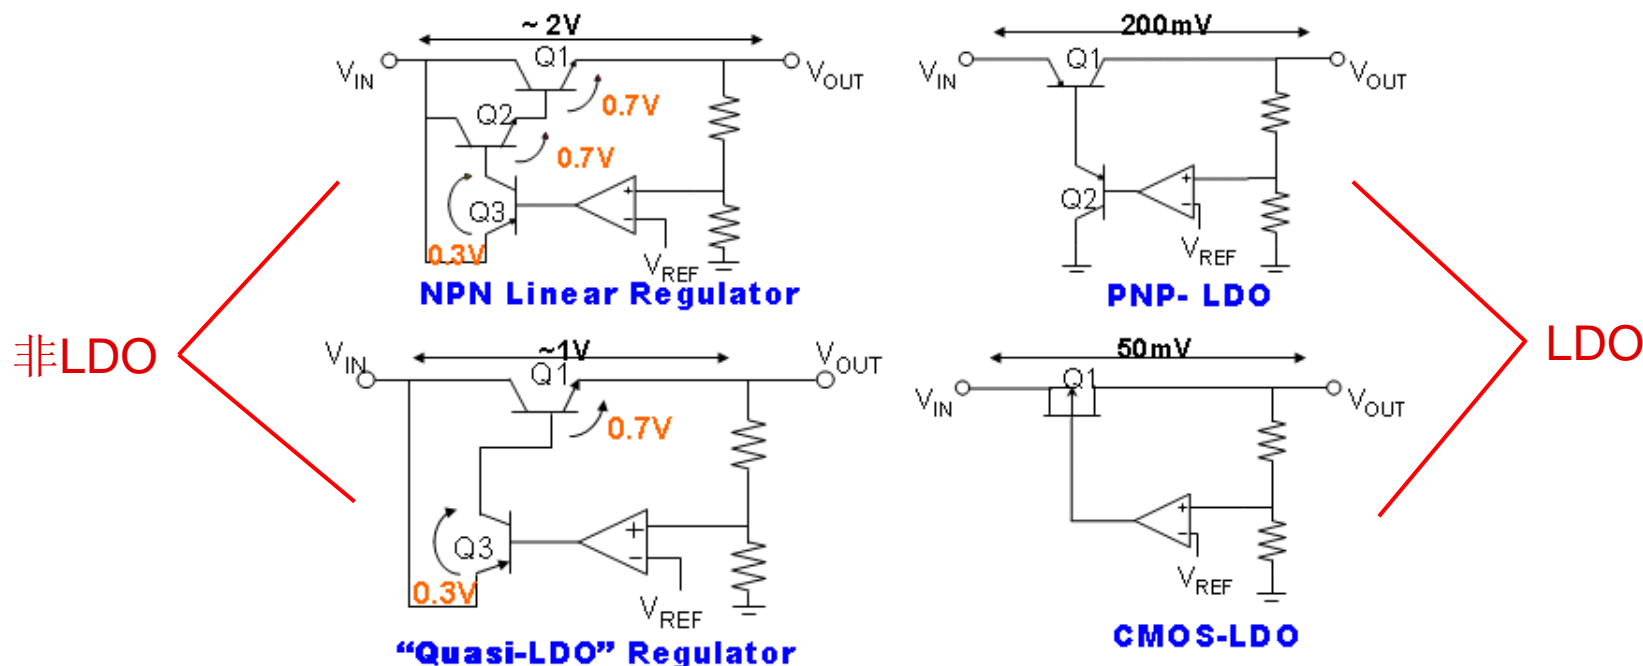 ~ 2V
Q1
VIN
VOUT
0.7V
Q2
0.7V
Q3
+
-
0.3V
VREF
NPN Linear Regulator
200mV
Q1
VIN
VOUT
Q2
+
-
VREF
PNP- LDO
非LDO
LDO
~1V
VIN
Q1
VOUT
0.7V
Q3
+
-
0.3V
VREF
“Quasi-LDO” Regulator
50mV
Q1
VIN
VOUT
+
-
VREF
CMOS-LDO